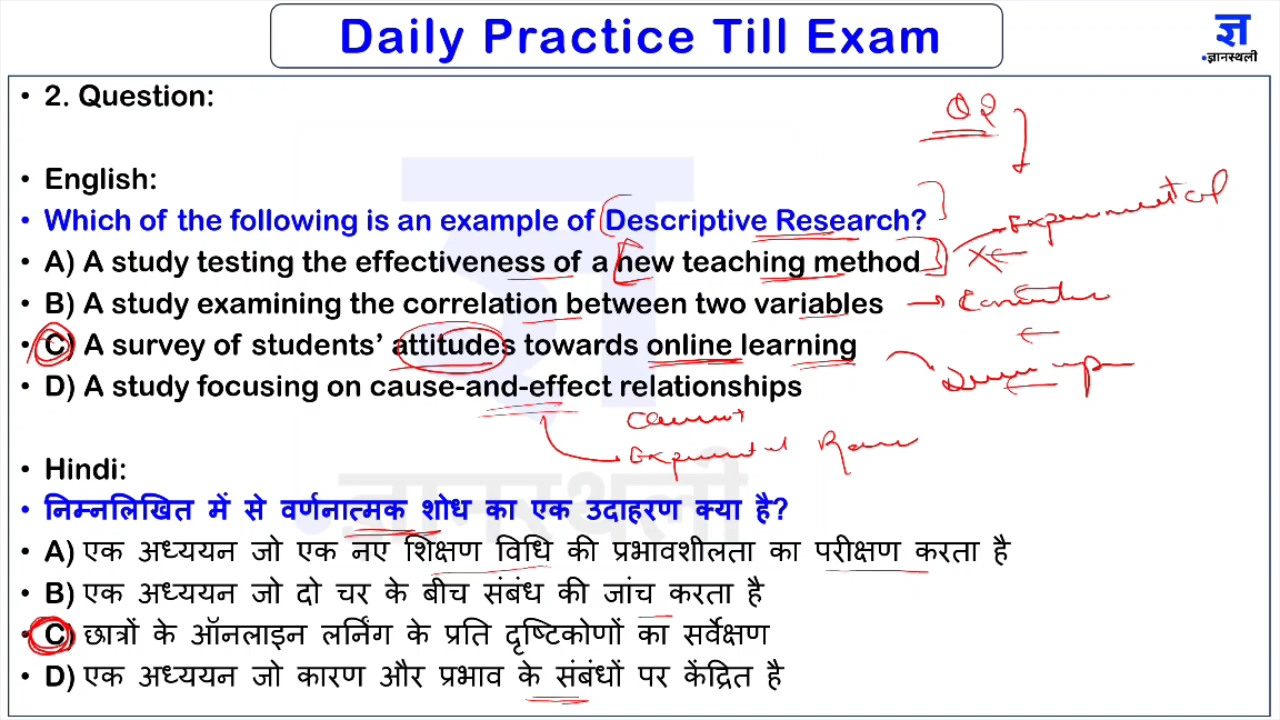 Daily Practice Till Exam
ज्ञ
ज्ञानस्थली
• 2. Question:
Q2
• English:
• Which of the following is an example of Descriptive Research?
Experimental
• A) A study testing the effectiveness of a new teaching method
• B) A study examining the correlation between two variables
• C) A survey of students’ attitudes towards online learning
• D) A study focusing on cause-and-effect relationships
• Hindi:
• निम्नलिखित में से वर्णनात्मक शोध का एक उदाहरण क्या है?
• A) एक अध्ययन जो एक नए शिक्षण विधि की प्रभावशीलता का परीक्षण करता है
• B) एक अध्ययन जो दो चर के बीच संबंध की जांच करता है
• C) छात्रों के ऑनलाइन लर्निंग के प्रति दृष्टिकोणों का सर्वेक्षण
• D) एक अध्ययन जो कारण और प्रभाव के संबंधों पर केंद्रित है
ज्ञ
ज्ञानस्थली